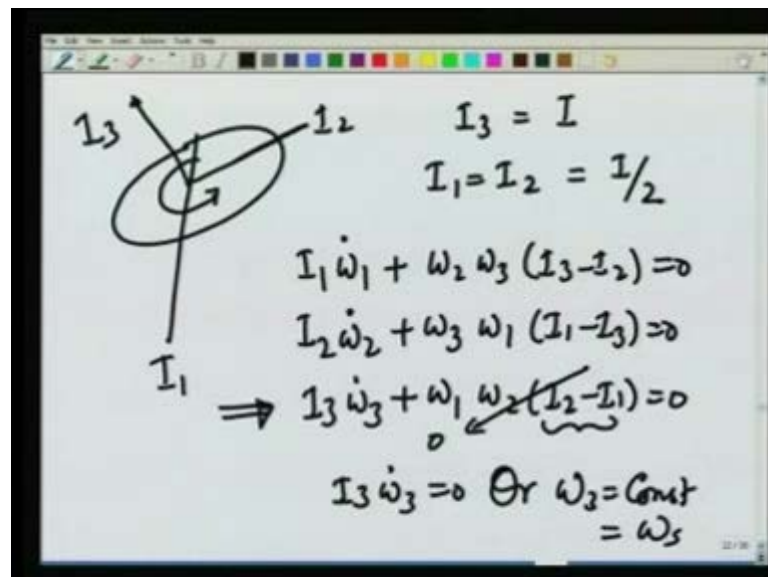 I3
I2
I1
I3 = I
I1 = I2 = I/2
I1 ω̇1 + ω2 ω3 (I3-I2) = 0
I2 ω̇2 + ω3 ω1 (I1-I3) = 0
⇒ I3 ω̇3 + ω1 ω2 (I2-I1) = 0
0
I3 ω̇3 = 0 Or ω3 = Const
= ωs